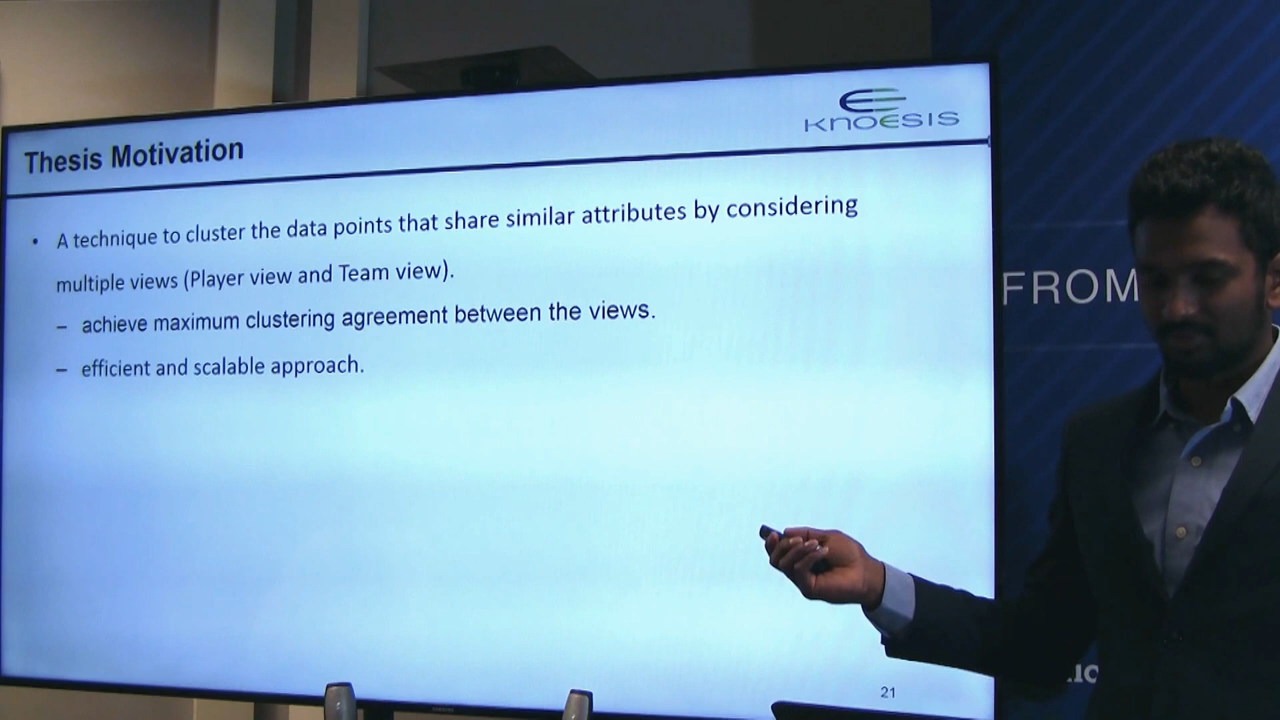 KNOESIS
Thesis Motivation
• A technique to cluster the data points that share similar attributes by considering
multiple views (Player view and Team view).
– achieve maximum clustering agreement between the views.
– efficient and scalable approach.
21
FROM